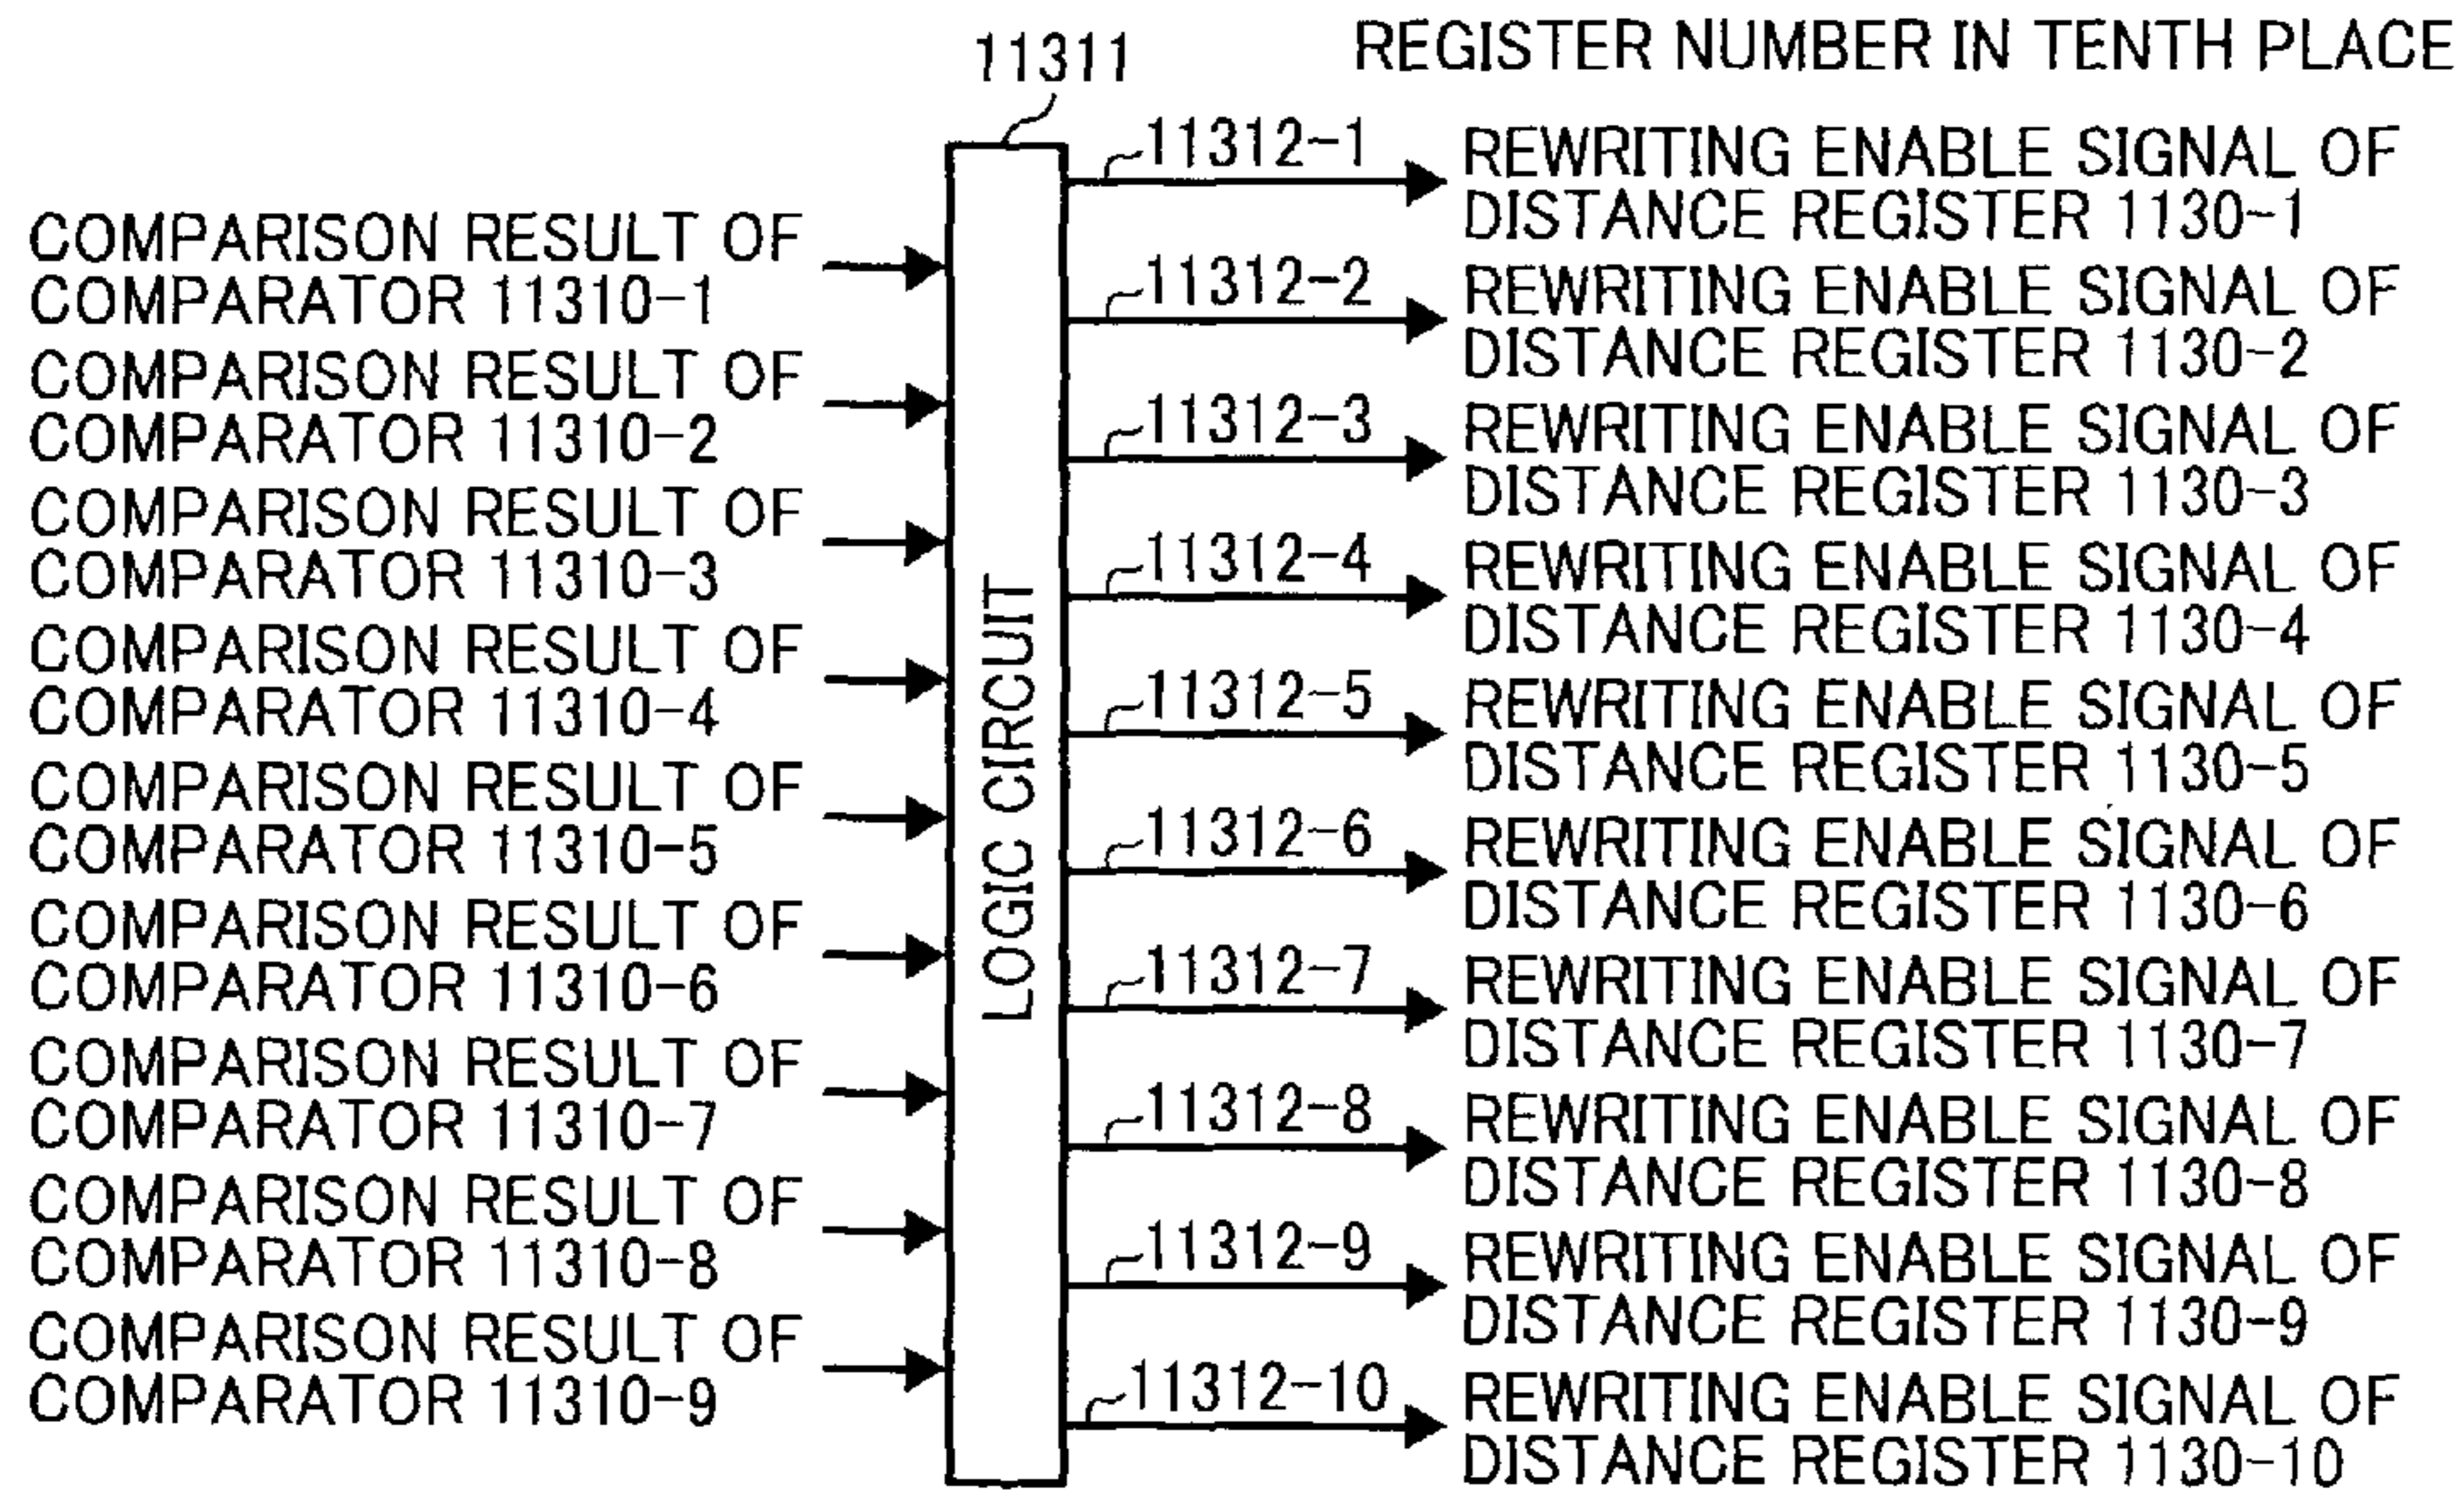 11311
REGISTER NUMBER IN TENTH PLACE
COMPARISON RESULT OF
COMPARATOR 11310-1
COMPARISON RESULT OF
COMPARATOR 11310-2
COMPARISON RESULT OF
COMPARATOR 11310-3
COMPARISON RESULT OF
COMPARATOR 11310-4
COMPARISON RESULT OF
COMPARATOR 11310-5
COMPARISON RESULT OF
COMPARATOR 11310-6
COMPARISON RESULT OF
COMPARATOR 11310-7
COMPARISON RESULT OF
COMPARATOR 11310-8
COMPARISON RESULT OF
COMPARATOR 11310-9
LOGIC CIRCUIT
11312-1
REWRITING ENABLE SIGNAL OF
DISTANCE REGISTER 1130-1
11312-2
REWRITING ENABLE SIGNAL OF
DISTANCE REGISTER 1130-2
11312-3
REWRITING ENABLE SIGNAL OF
DISTANCE REGISTER 1130-3
11312-4
REWRITING ENABLE SIGNAL OF
DISTANCE REGISTER 1130-4
11312-5
REWRITING ENABLE SIGNAL OF
DISTANCE REGISTER 1130-5
11312-6
REWRITING ENABLE SIGNAL OF
DISTANCE REGISTER 1130-6
11312-7
REWRITING ENABLE SIGNAL OF
DISTANCE REGISTER 1130-7
11312-8
REWRITING ENABLE SIGNAL OF
DISTANCE REGISTER 1130-8
11312-9
REWRITING ENABLE SIGNAL OF
DISTANCE REGISTER 1130-9
11312-10
REWRITING ENABLE SIGNAL OF
DISTANCE REGISTER 1130-10